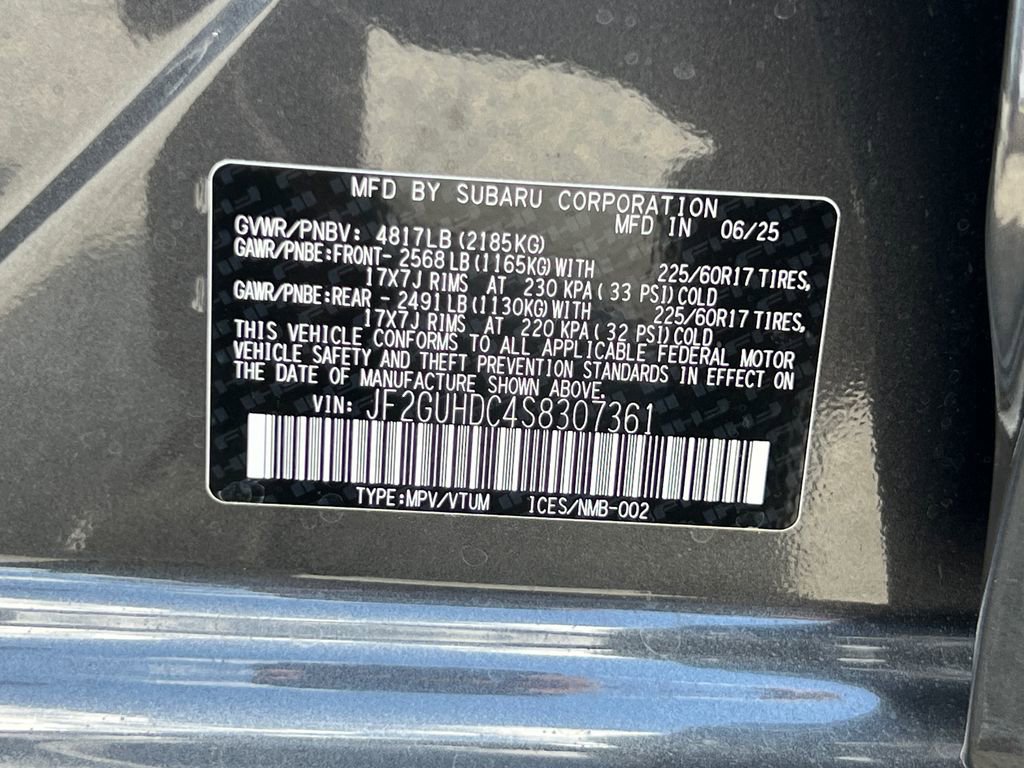 MFD BY SUBARU CORPORATION
MFD IN 06/25
GVWR/PNBV: 4817LB (2185KG)
GAWR/PNBE:FRONT- 2568 LB (1165KG) WITH 225/60R17 TIRES,
17X7J RIMS AT 230 KPA ( 33 PSI) COLD
GAWR/PNBE:REAR - 2491 LB (1130KG) WITH 225/60R17 TIRES,
17X7J RIMS AT 220 KPA ( 32 PSI) COLD.
THIS VEHICLE CONFORMS TO ALL APPLICABLE FEDERAL MOTOR
VEHICLE SAFETY AND THEFT PREVENTION STANDARDS IN EFFECT ON
THE DATE OF MANUFACTURE SHOWN ABOVE.
VIN: JF2GUHDC4S8307361
TYPE:MPV/VTUM ICES/NMB-002